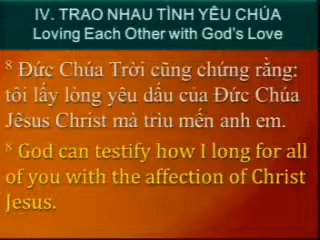 IV. TRAO NHAU TÌNH YÊU CHÚA
Loving Each Other with God's Love
8 Đức Chúa Trời cũng chứng rằng:
tôi lấy lòng yêu dấu của Đức Chúa
Jêsus Christ mà trìu mến anh em.
8 God can testify how I long for all
of you with the affection of Christ
Jesus.